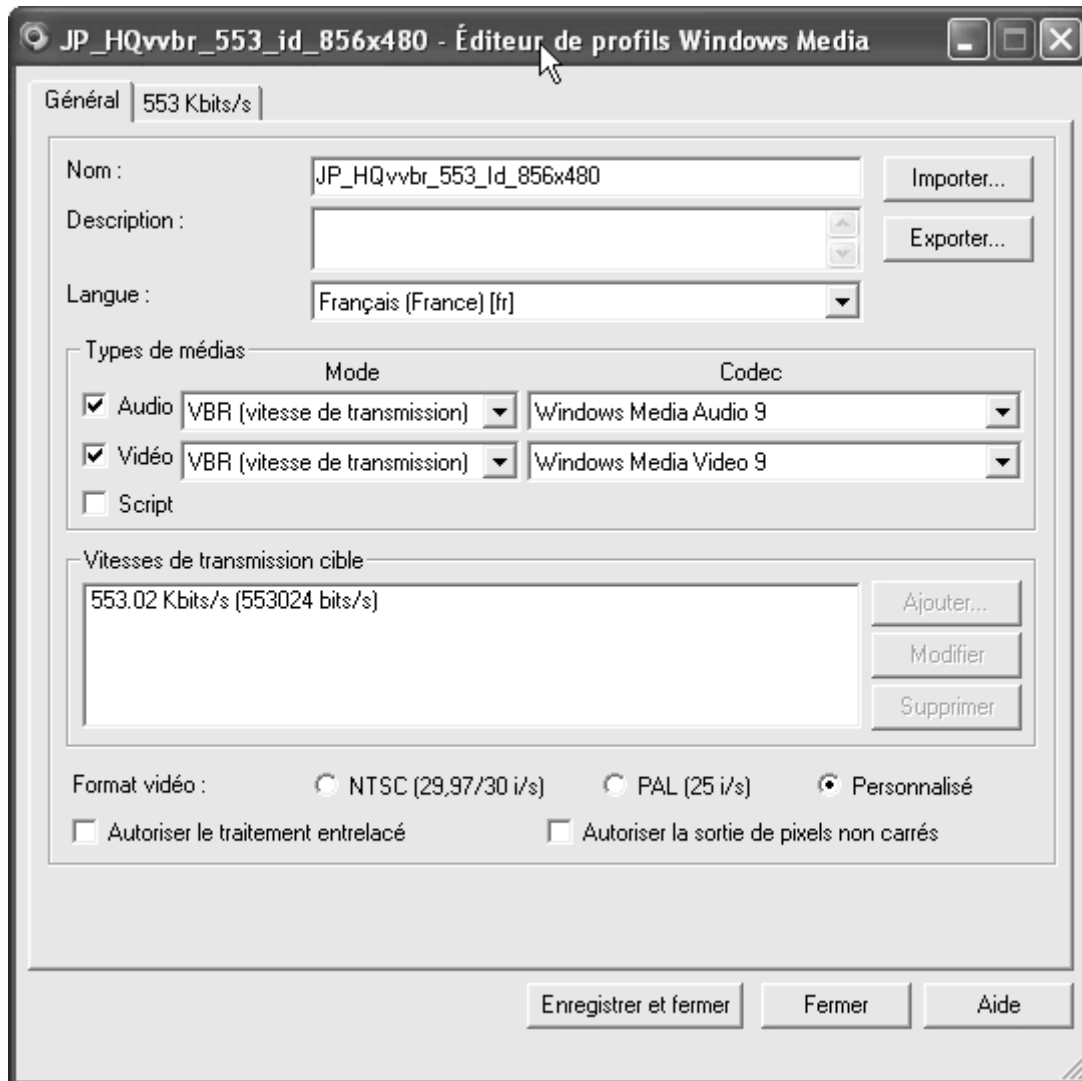 JP_HQvvbr_553_id_856x480 - Éditeur de profils Windows Media
Général 553 Kbits/s
Nom : JP_HQvvbr_553_Id_856x480 Importer...
Description : Exporter...
Langue : Français (France) [fr]
Types de médias
Mode Codec
Audio VBR (vitesse de transmission) Windows Media Audio 9
Vidéo VBR (vitesse de transmission) Windows Media Video 9
Script
Vitesses de transmission cible
553.02 Kbits/s (553024 bits/s) Ajouter...
Modifier
Supprimer
Format vidéo : NTSC (29,97/30 i/s) PAL (25 i/s) Personnalisé
Autoriser le traitement entrelacé Autoriser la sortie de pixels non carrés
Enregistrer et fermer Fermer Aide